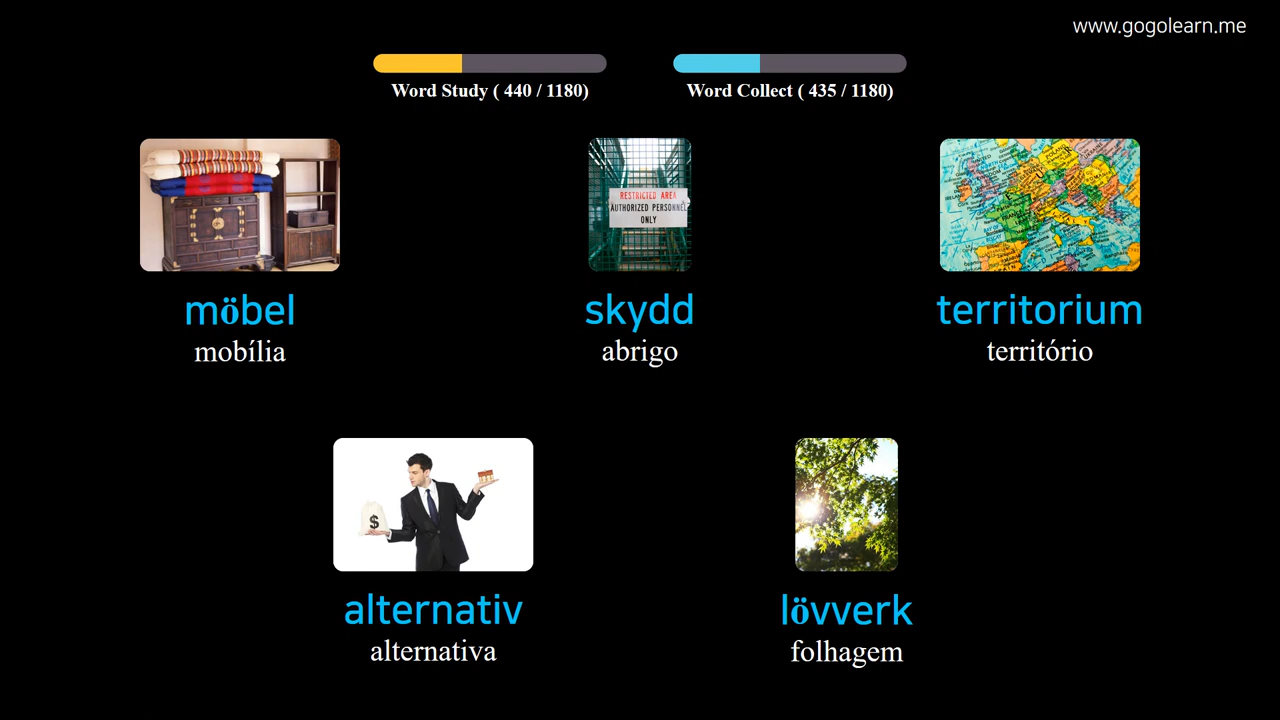 www.gogolearn.me
Word Study ( 440 / 1180)
Word Collect ( 435 / 1180)
RESTRICTED AREA
AUTHORIZED PERSONNEL
ONLY
möbel
mobília
skydd
abrigo
territorium
território
$
alternativ
alternativa
lövverk
folhagem